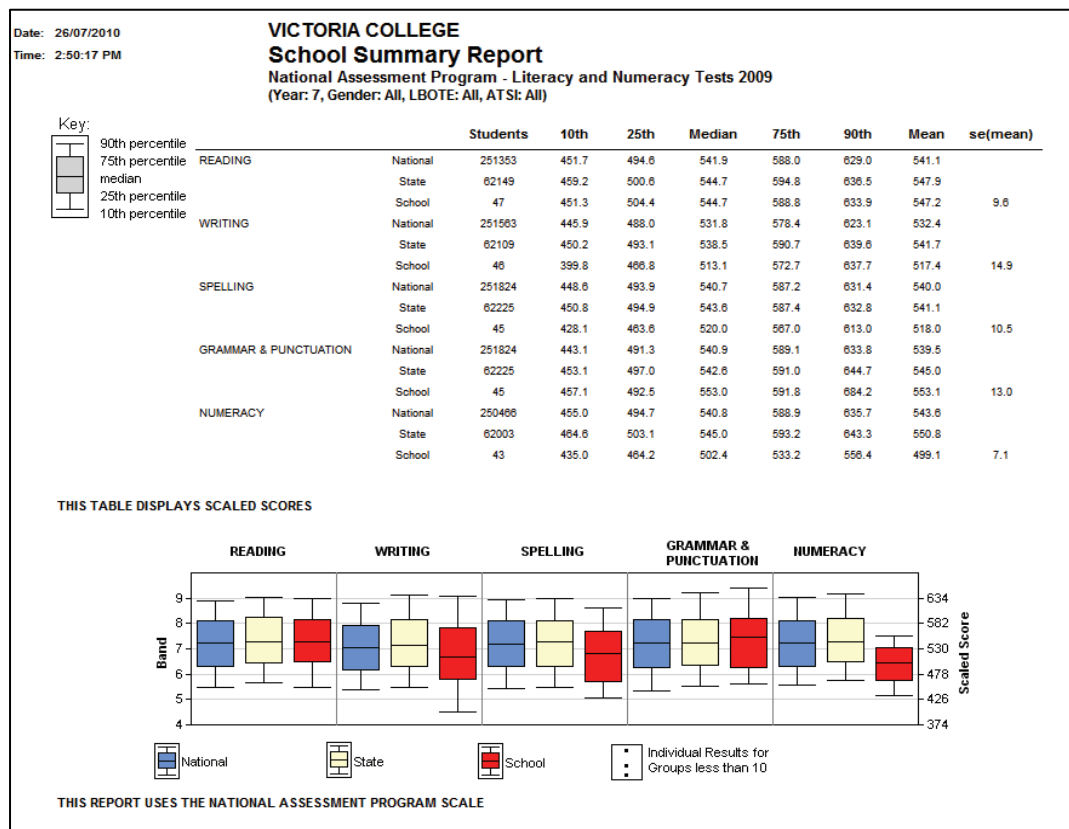 Date: 26/07/2010
Time: 2:50:17 PM
VICTORIA COLLEGE
School Summary Report
National Assessment Program - Literacy and Numeracy Tests 2009
(Year: 7, Gender: All, LBOTE: All, ATSI: All)
Key:
90th percentile
75th percentile
median
25th percentile
10th percentile
Students 10th 25th Median 75th 90th Mean se(mean)
READING National 251353 451.7 494.6 541.9 588.0 629.0 541.1
State 62149 459.2 500.6 544.7 594.8 636.5 547.9
School 47 451.3 504.4 544.7 588.8 633.9 547.2 9.6
WRITING National 251563 445.9 488.0 531.8 578.4 623.1 532.4
State 62109 450.2 493.1 538.5 590.7 639.6 541.7
School 46 399.8 466.8 513.1 572.7 637.7 517.4 14.9
SPELLING National 251824 448.6 493.9 540.7 587.2 631.4 540.0
State 62225 450.8 494.9 543.6 587.4 632.8 541.1
School 45 428.1 463.6 520.0 567.0 613.0 518.0 10.5
GRAMMAR & PUNCTUATION National 251824 443.1 491.3 540.9 589.1 633.8 539.5
State 62225 453.1 497.0 542.6 591.0 644.7 545.0
School 45 457.1 492.5 553.0 591.8 684.2 553.1 13.0
NUMERACY National 250466 455.0 494.7 540.8 588.9 635.7 543.6
State 62003 464.6 503.1 545.0 593.2 643.3 550.8
School 43 435.0 464.2 502.4 533.2 556.4 499.1 7.1
THIS TABLE DISPLAYS SCALED SCORES
READING WRITING SPELLING GRAMMAR & PUNCTUATION NUMERACY
Band
9
8
7
6
5
4
634
582
530
478
426
374
Scaled Score
National
State
School
Individual Results for
Groups less than 10
THIS REPORT USES THE NATIONAL ASSESSMENT PROGRAM SCALE